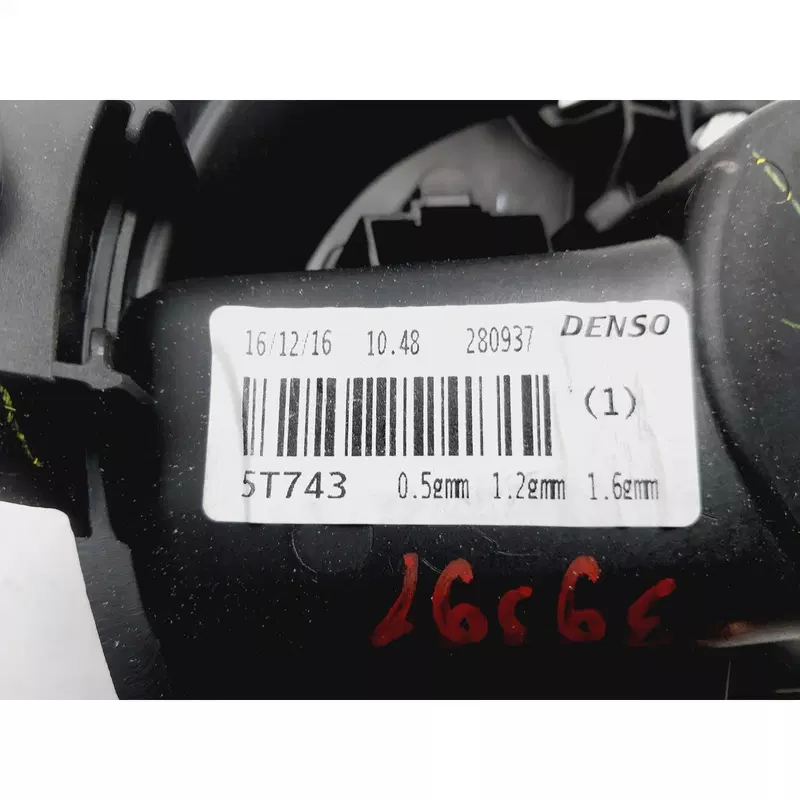 16/12/16 10.48 280937 DENSO
(1)
5T743 0.5gmm 1.2gmm 1.6gmm